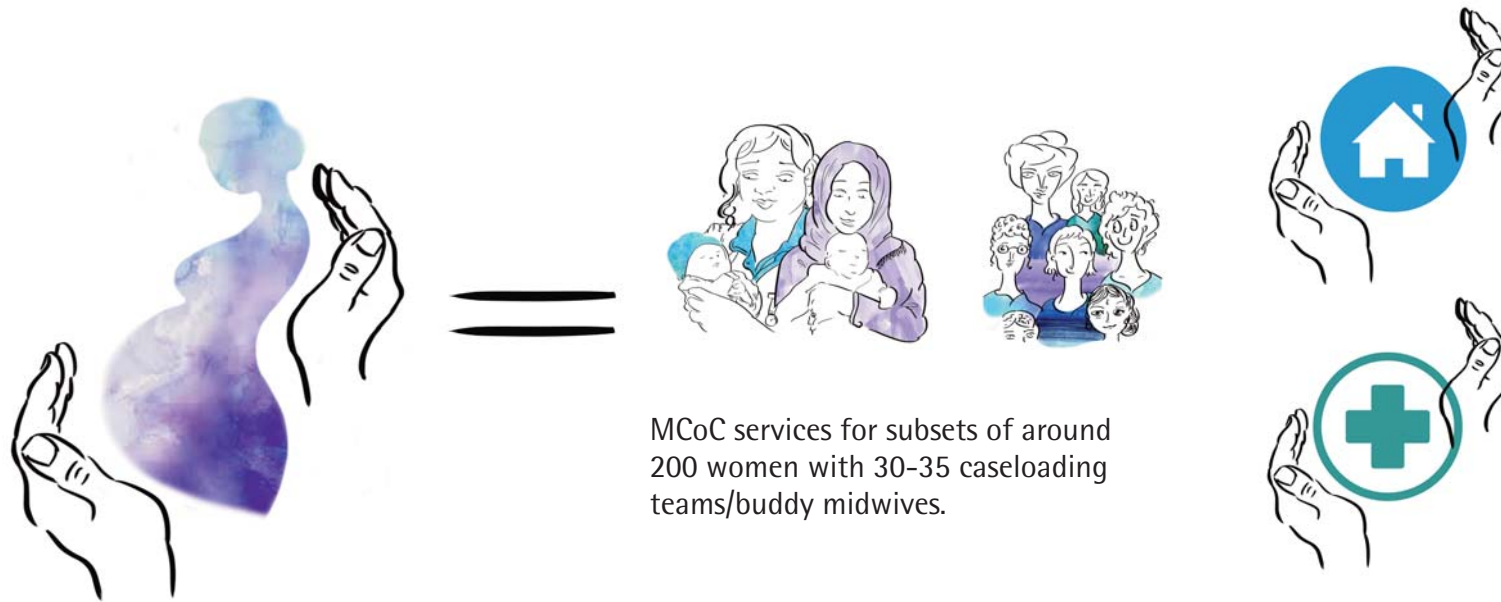 MCoC services for subsets of around
200 women with 30-35 caseloading
teams/buddy midwives.